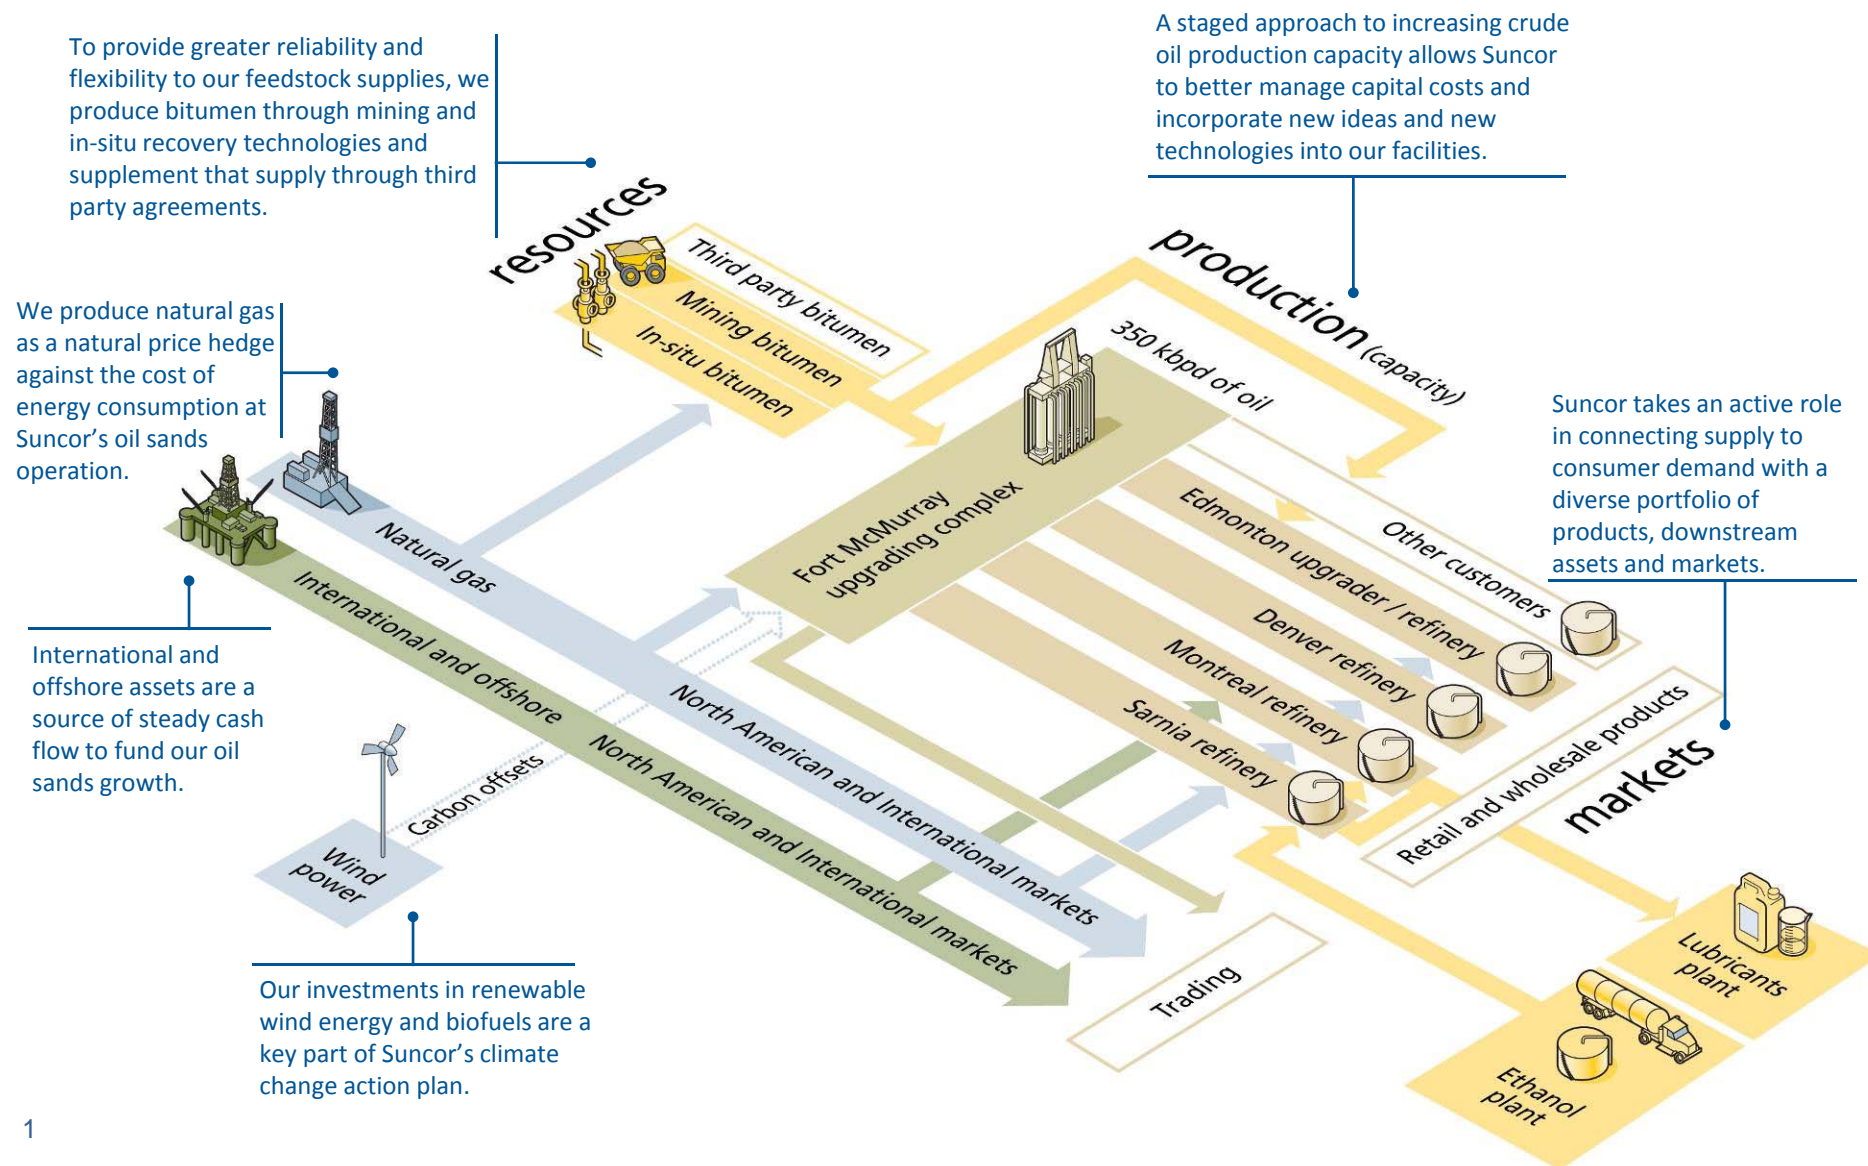 To provide greater reliability and
flexibility to our feedstock supplies, we
produce bitumen through mining and
in-situ recovery technologies and
supplement that supply through third
party agreements.
A staged approach to increasing crude
oil production capacity allows Suncor
to better manage capital costs and
incorporate new ideas and new
technologies into our facilities.
resources
production (capacity)
Third party bitumen
Mining bitumen
In-situ bitumen
350 kbpd of oil
We produce natural gas
as a natural price hedge
against the cost of
energy consumption at
Suncor’s oil sands
operation.
Suncor takes an active role
in connecting supply to
consumer demand with a
diverse portfolio of
products, downstream
assets and markets.
Fort McMurray
upgrading complex
Other customers
Edmonton upgrader / refinery
Denver refinery
Montreal refinery
Sarnia refinery
Natural gas
North American and International markets
International and offshore
North American and International markets
International and
offshore assets are a
source of steady cash
flow to fund our oil
sands growth.
Carbon offsets
Wind
power
Retail and wholesale products
markets
Trading
Lubricants
plant
Ethanol
plant
Our investments in renewable
wind energy and biofuels are a
key part of Suncor’s climate
change action plan.
1